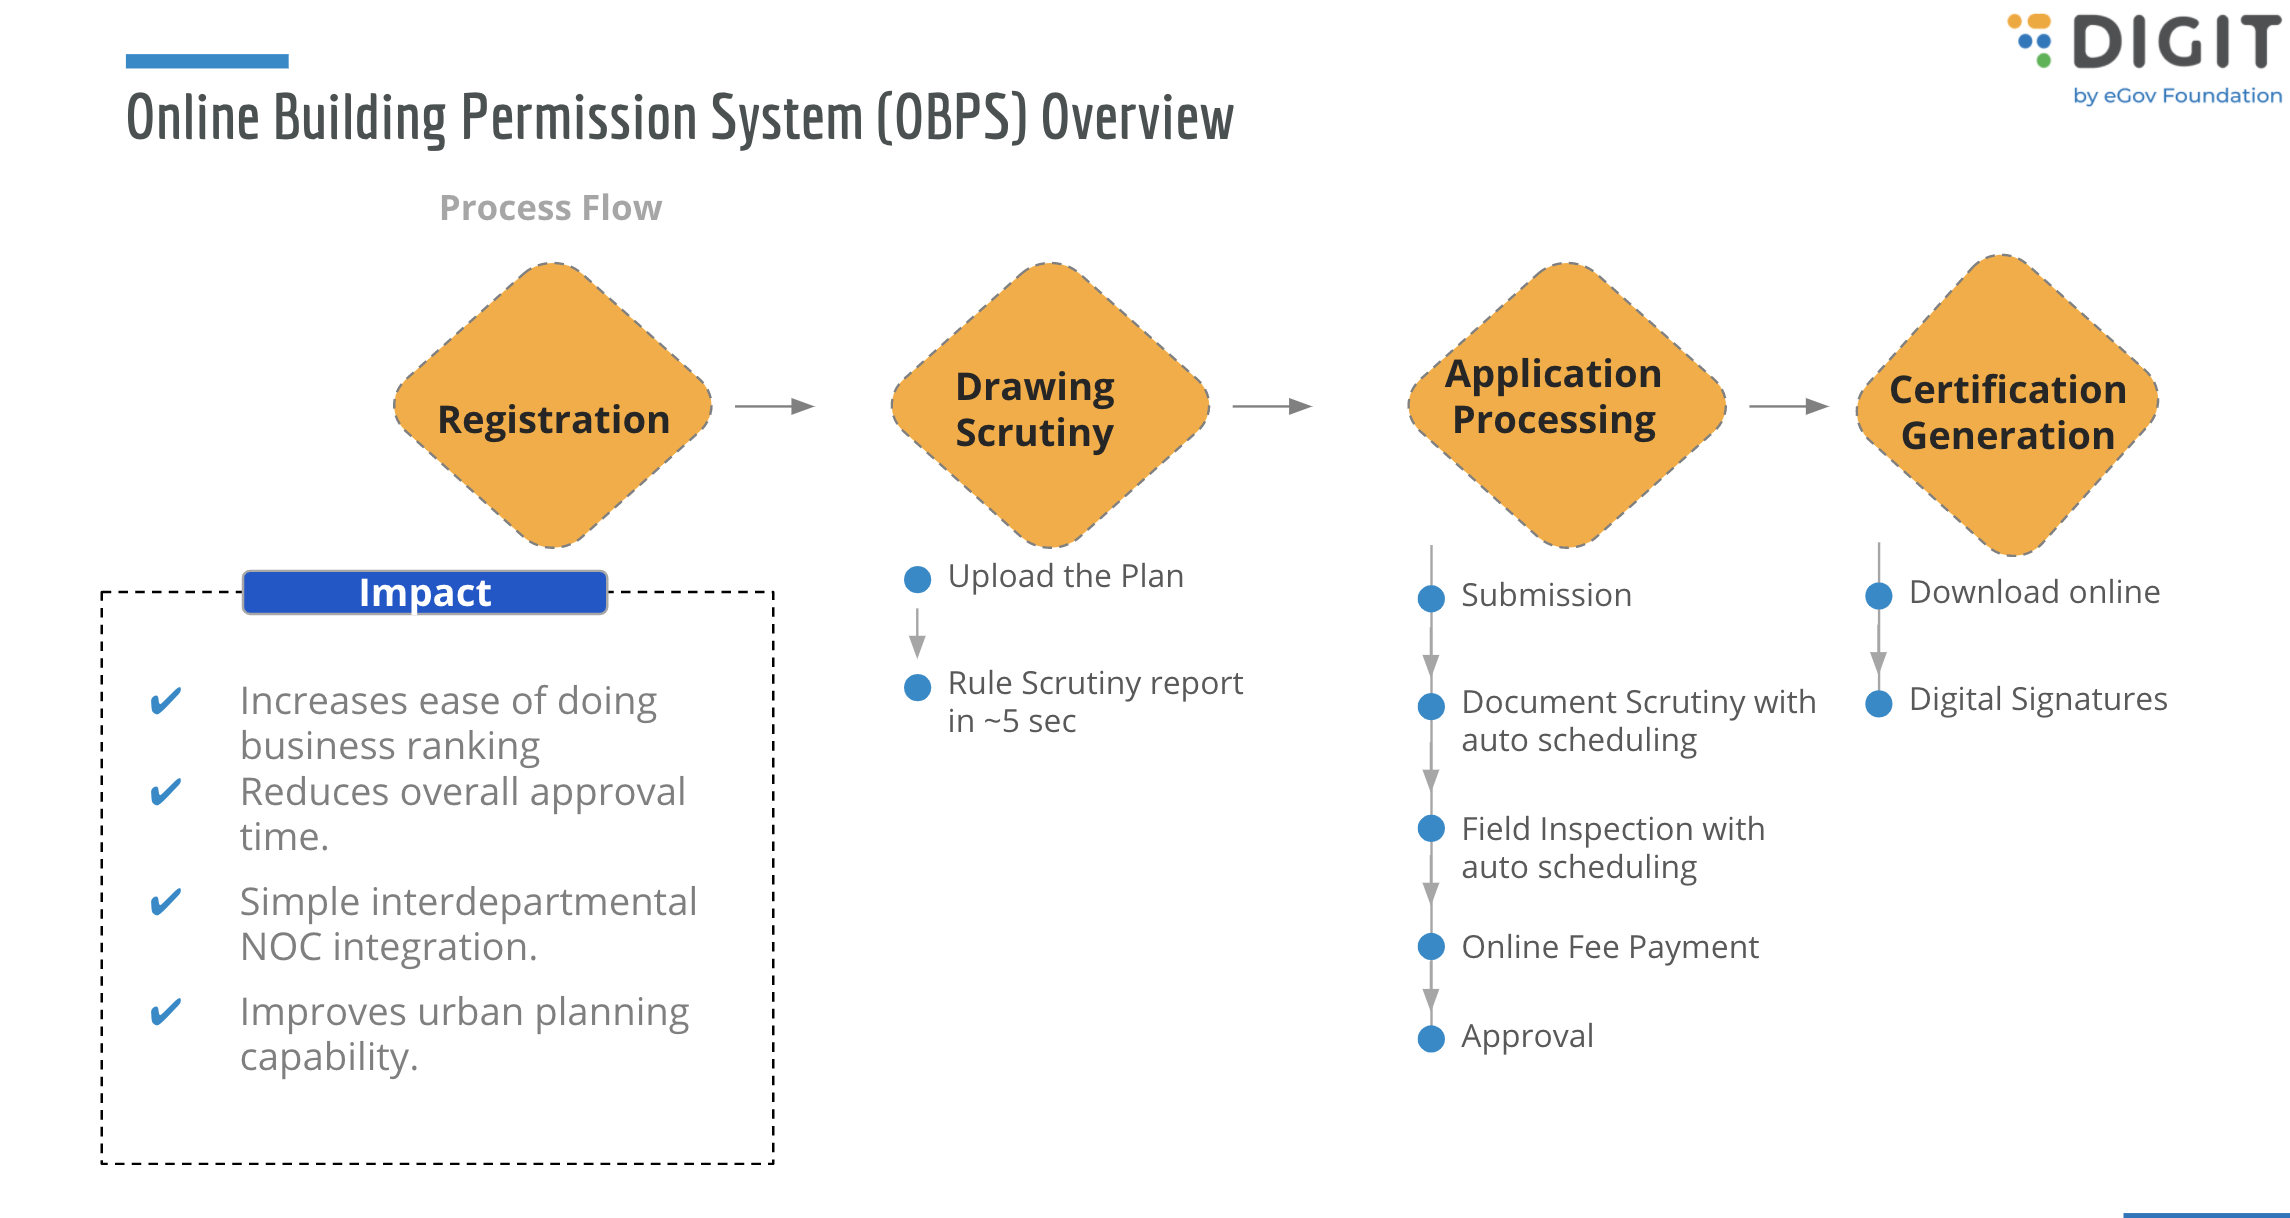 DIGIT
by eGov Foundation
Online Building Permission System (OBPS) Overview
Process Flow
Registration
Drawing
Scrutiny
Application
Processing
Certification
Generation
Impact
Increases ease of doing
business ranking
Reduces overall approval
time.
Simple interdepartmental
NOC integration.
Improves urban planning
capability.
Upload the Plan
Rule Scrutiny report
in ~5 sec
Submission
Document Scrutiny with
auto scheduling
Field Inspection with
auto scheduling
Online Fee Payment
Approval
Download online
Digital Signatures